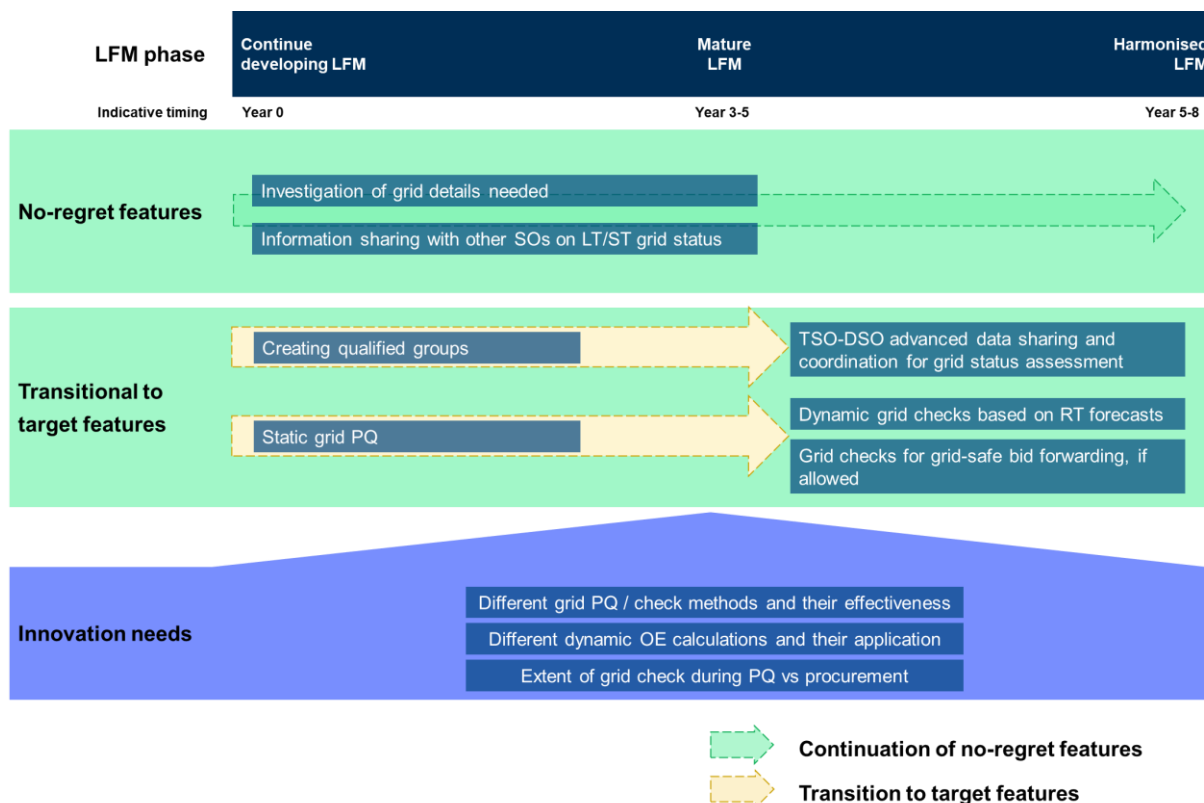 LFM phase
Continue
developing LFM
Mature
LFM
Harmonised
LFM
Indicative timing
Year 0
Year 3-5
Year 5-8
No-regret features
Investigation of grid details needed
Information sharing with other SOs on LT/ST grid status
Transitional to
target features
Creating qualified groups
Static grid PQ
TSO-DSO advanced data sharing and
coordination for grid status assessment
Dynamic grid checks based on RT forecasts
Grid checks for grid-safe bid forwarding, if
allowed
Innovation needs
Different grid PQ / check methods and their effectiveness
Different dynamic OE calculations and their application
Extent of grid check during PQ vs procurement
Continuation of no-regret features
Transition to target features